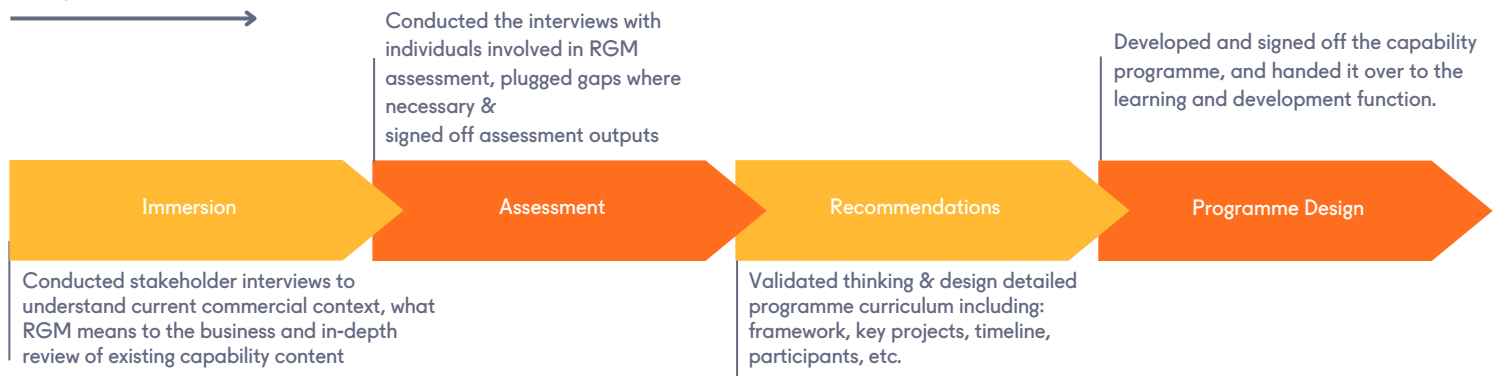 Conducted the interviews with
individuals involved in RGM
assessment, plugged gaps where
necessary &
signed off assessment outputs
Developed and signed off the capability
programme, and handed it over to the
learning and development function.
Immersion
Assessment
Recommendations
Programme Design
Conducted stakeholder interviews to
understand current commercial context, what
RGM means to the business and in-depth
review of existing capability content
Validated thinking & design detailed
programme curriculum including:
framework, key projects, timeline,
participants, etc.